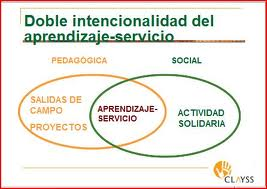 Doble intencionalidad del
aprendizaje-servicio
PEDAGÓGICA
SOCIAL
SALIDAS DE
CAMPO
PROYECTOS
APRENDIZAJE-
SERVICIO
ACTIVIDAD
SOLIDARIA
CLAYSS